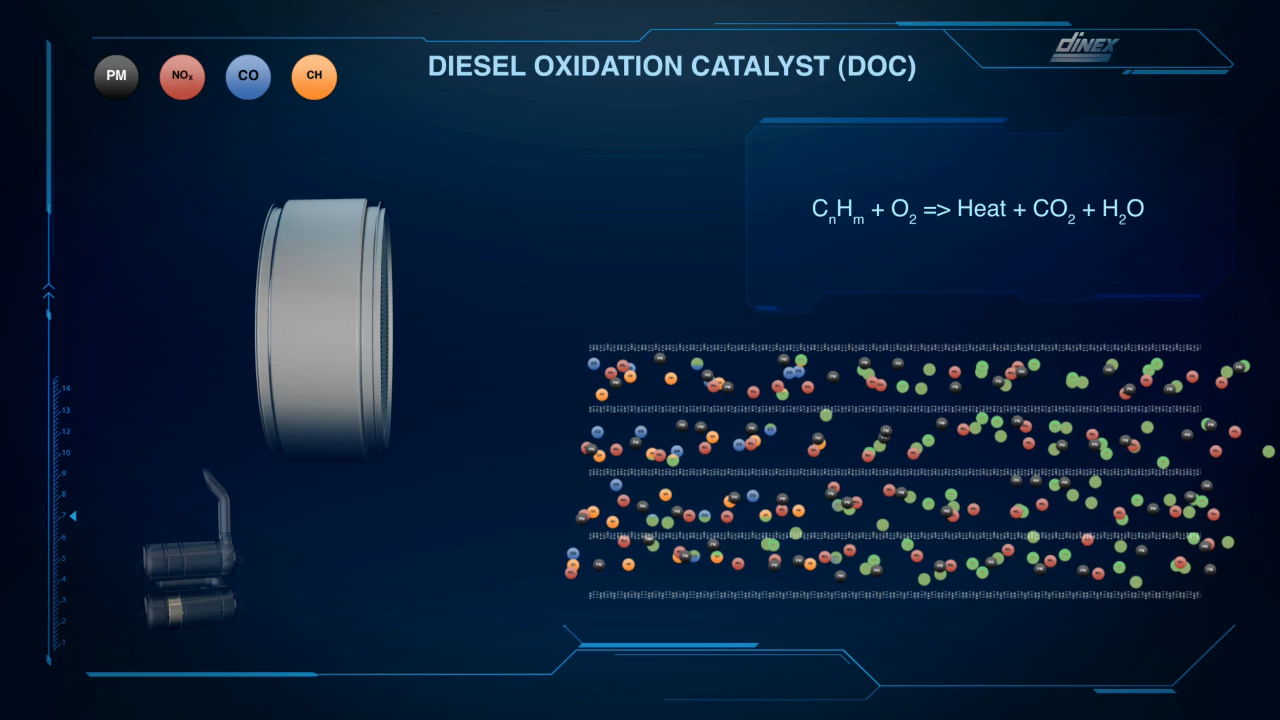 DIESEL OXIDATION CATALYST (DOC)
DINEX
PM
NOₓ
CO
CH
CₙHₘ + O₂ => Heat + CO₂ + H₂O
14
13
12
10
9
8
7
6
5
4
3
2
1